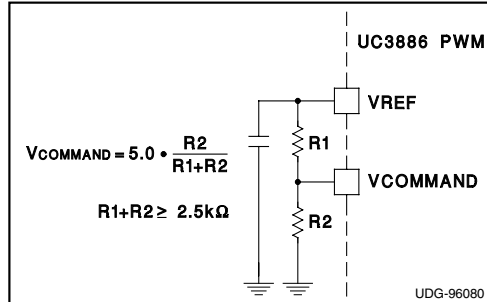 UC3886 PWM
VREF
R1
VCOMMAND = 5.0 • R2 / R1+R2
VCOMMAND
R1+R2 ≥ 2.5kΩ
R2
UDG-96080